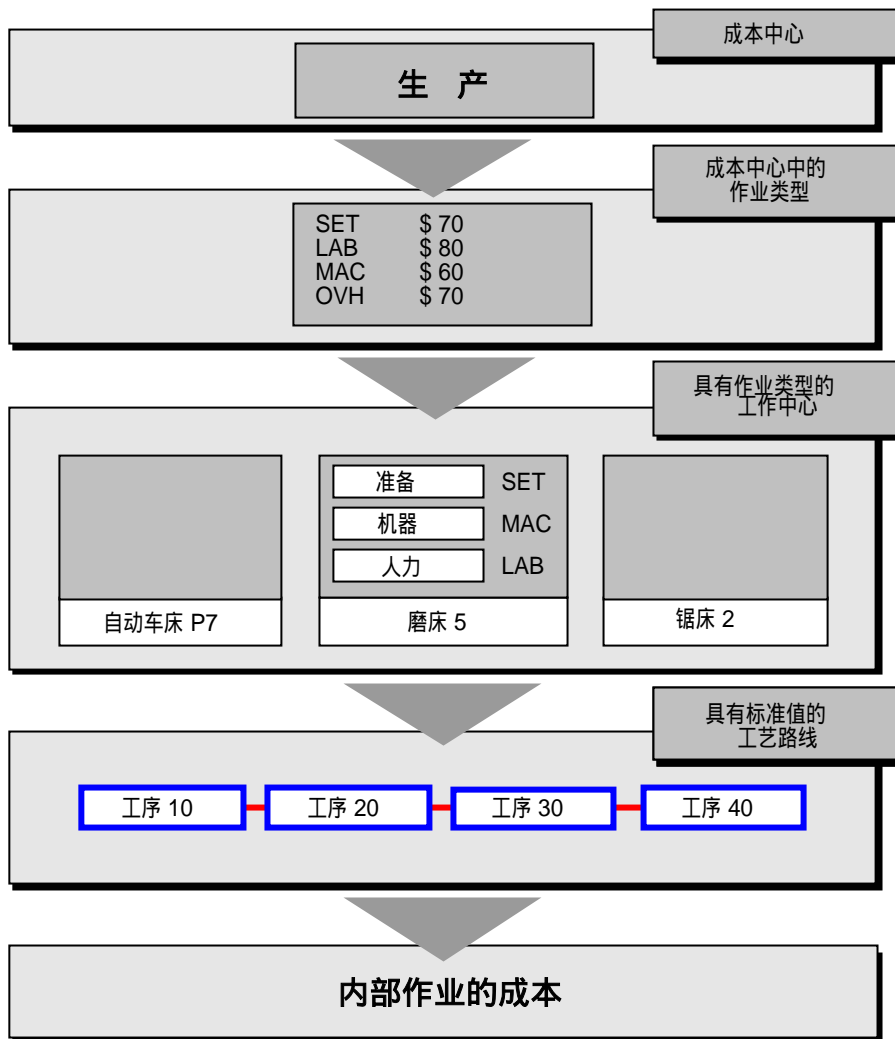 成本中心
生 产
成本中心中的
作业类型
SET $ 70
LAB $ 80
MAC $ 60
OVH $ 70
具有作业类型的
工作中心
准备 SET
机器 MAC
人力 LAB
自动车床 P7
磨床 5
锯床 2
具有标准值的
工艺路线
工序 10
工序 20
工序 30
工序 40
内部作业的成本